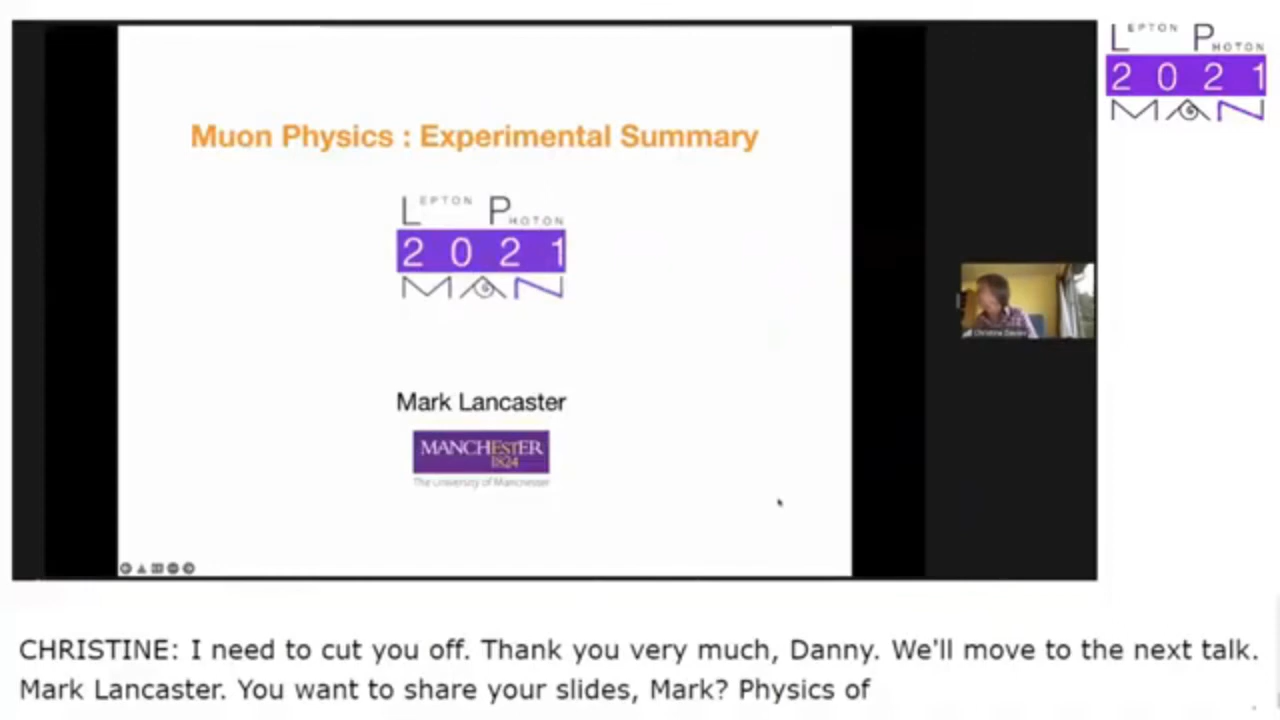 Muon Physics : Experimental Summary
LEPTON PHOTON
2021
MAN
Mark Lancaster
MANCHESTER
1824
The University of Manchester
LEPTON PHOTON
2021
MAN
CHRISTINE: I need to cut you off. Thank you very much, Danny. We'll move to the next talk.
Mark Lancaster. You want to share your slides, Mark? Physics of